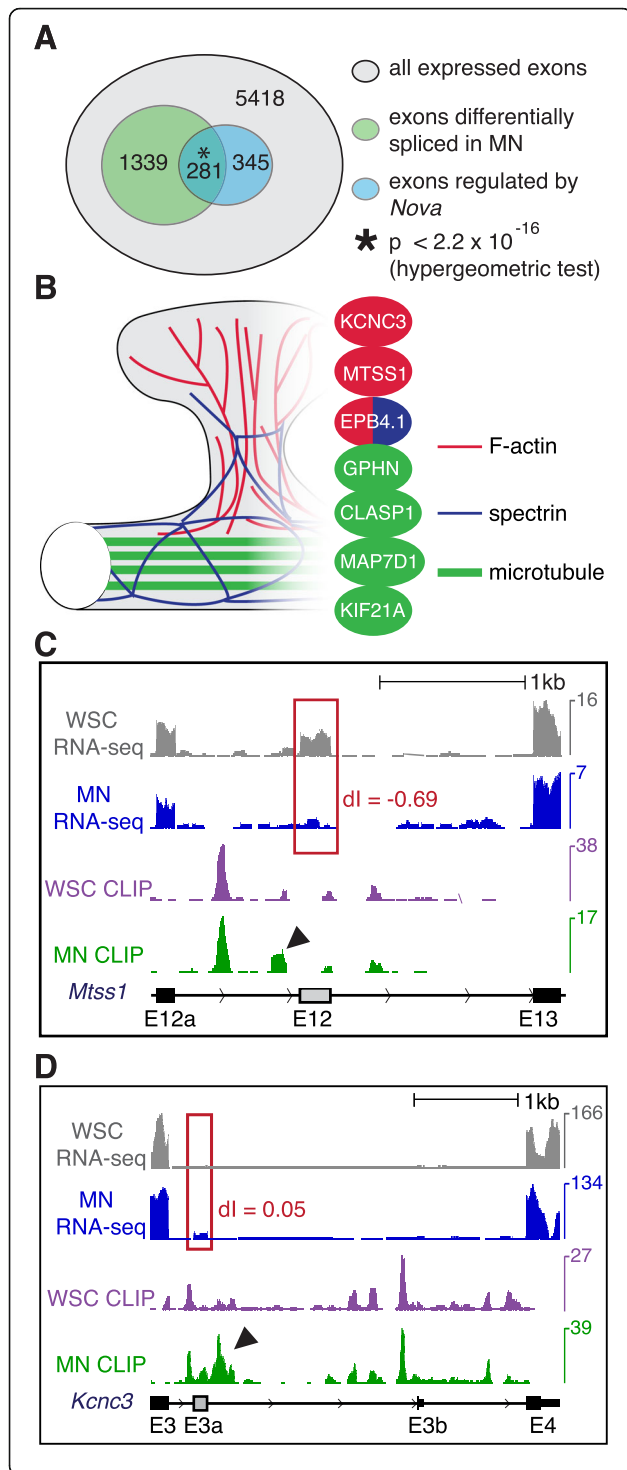 A
5418
1339
*
281
345
all expressed exons
exons differentially
spliced in MN
exons regulated by
Nova
* p < 2.2 x 10^-16
(hypergeometric test)
B
KCNC3
MTSS1
EPB4.1
GPHN
CLASP1
MAP7D1
KIF21A
F-actin
spectrin
microtubule
C
1kb
WSC
RNA-seq
16
MN
RNA-seq
7
dI = -0.69
WSC CLIP
38
MN CLIP
17
Mtss1
E12a
E12
E13
D
1kb
WSC
RNA-seq
166
MN
RNA-seq
134
dI = 0.05
WSC CLIP
27
MN CLIP
39
Kcnc3
E3
E3a
E3b
E4